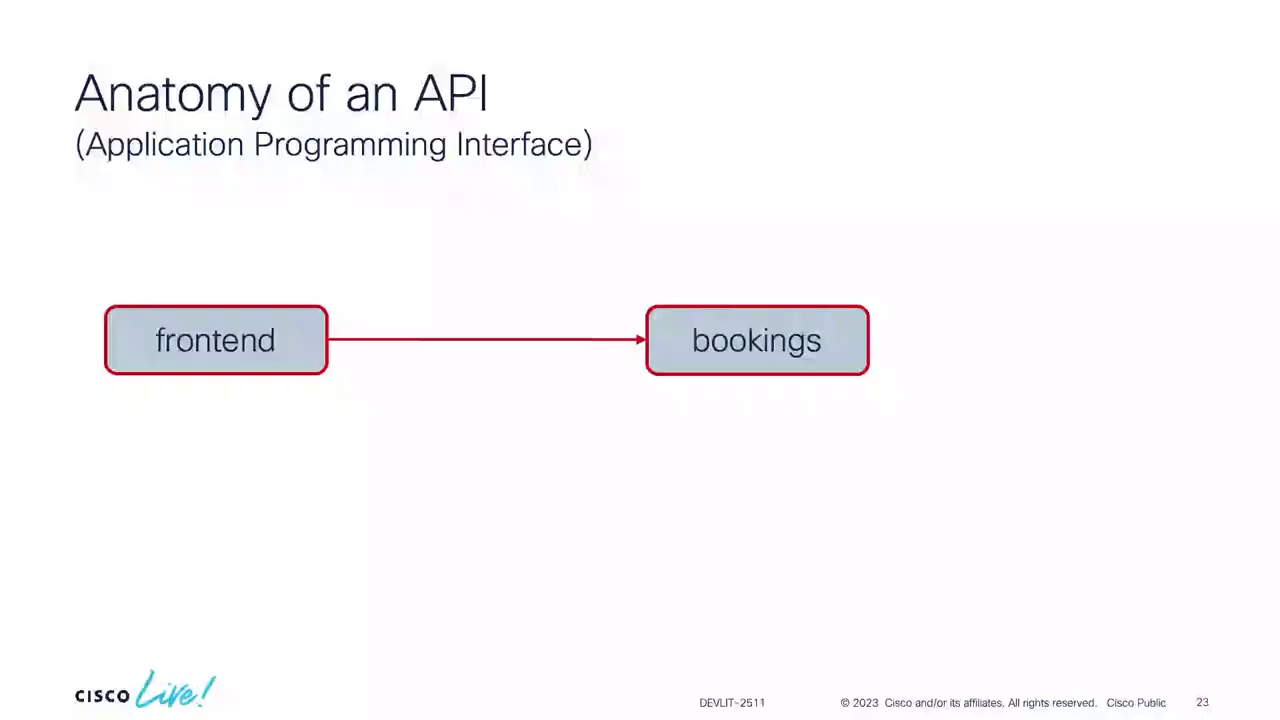 Anatomy of an API
(Application Programming Interface)
frontend
bookings
CISCO Live!
DEVLIT-2511
© 2023 Cisco and/or its affiliates. All rights reserved. Cisco Public
23